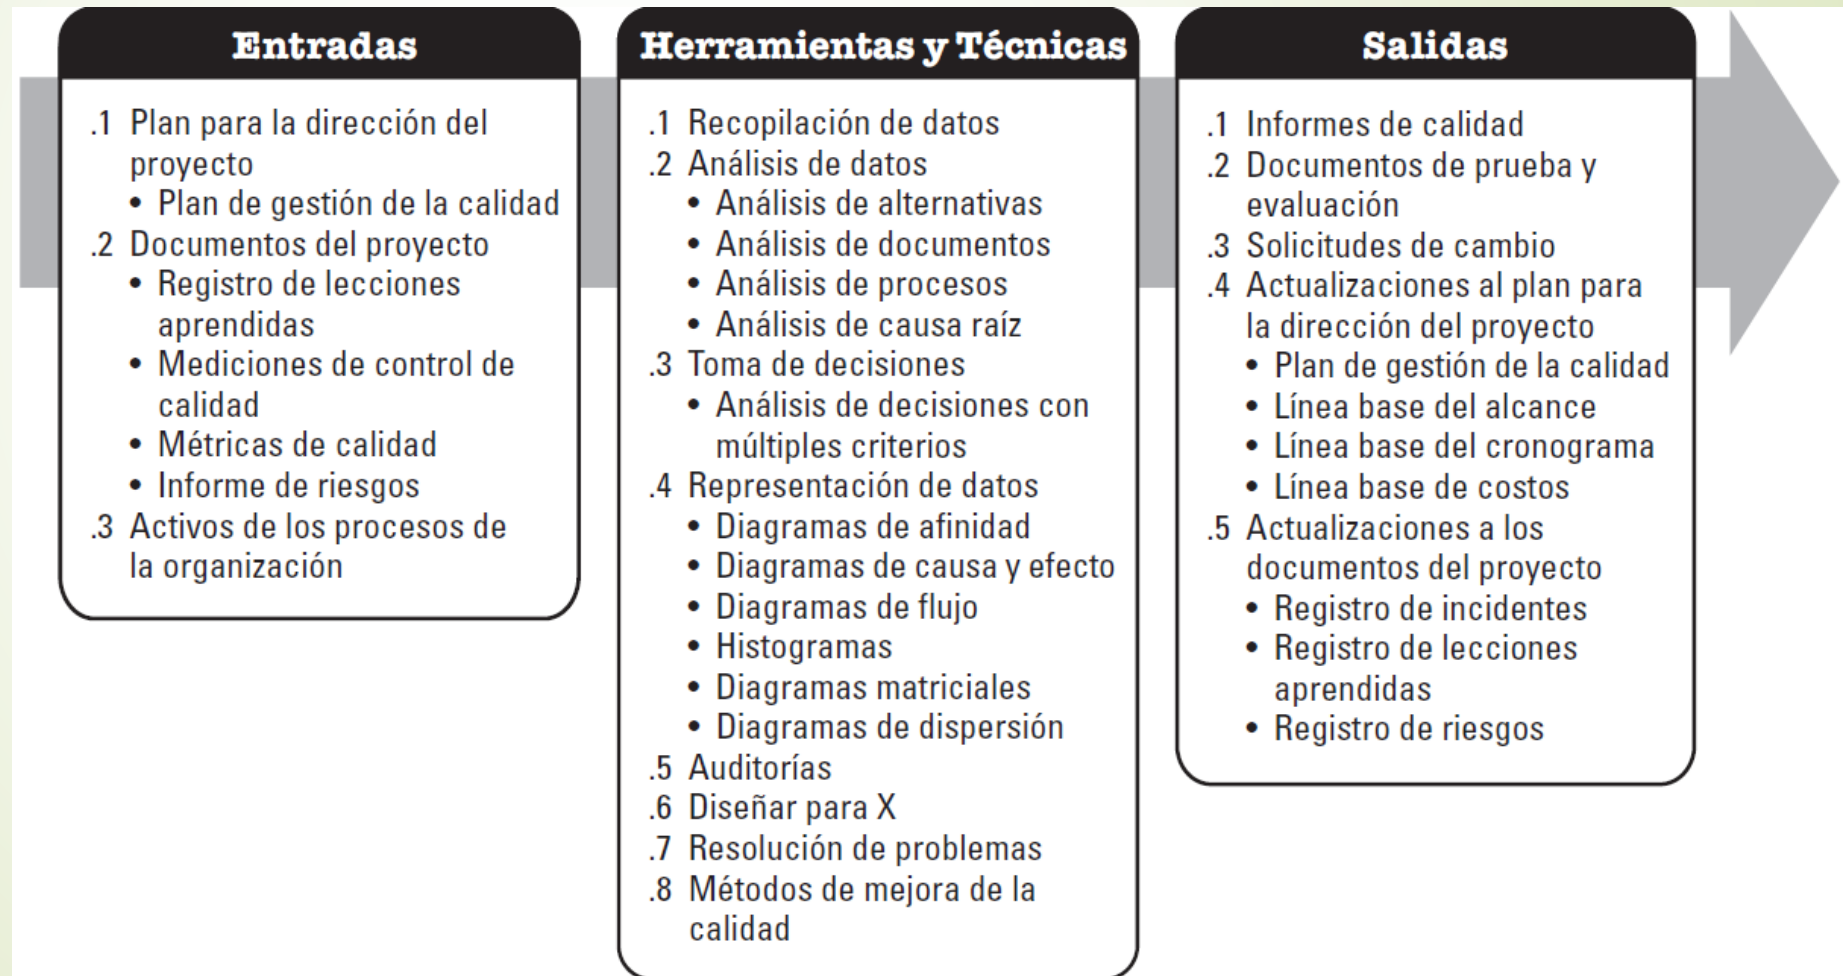 Entradas
.1 Plan para la dirección del
proyecto
• Plan de gestión de la calidad
.2 Documentos del proyecto
• Registro de lecciones
aprendidas
• Mediciones de control de
calidad
• Métricas de calidad
• Informe de riesgos
.3 Activos de los procesos de
la organización
Herramientas y Técnicas
.1 Recopilación de datos
.2 Análisis de datos
• Análisis de alternativas
• Análisis de documentos
• Análisis de procesos
• Análisis de causa raíz
.3 Toma de decisiones
• Análisis de decisiones con
múltiples criterios
.4 Representación de datos
• Diagramas de afinidad
• Diagramas de causa y efecto
• Diagramas de flujo
• Histogramas
• Diagramas matriciales
• Diagramas de dispersión
.5 Auditorías
.6 Diseñar para X
.7 Resolución de problemas
.8 Métodos de mejora de la
calidad
Salidas
.1 Informes de calidad
.2 Documentos de prueba y
evaluación
.3 Solicitudes de cambio
.4 Actualizaciones al plan para
la dirección del proyecto
• Plan de gestión de la calidad
• Línea base del alcance
• Línea base del cronograma
• Línea base de costos
.5 Actualizaciones a los
documentos del proyecto
• Registro de incidentes
• Registro de lecciones
aprendidas
• Registro de riesgos